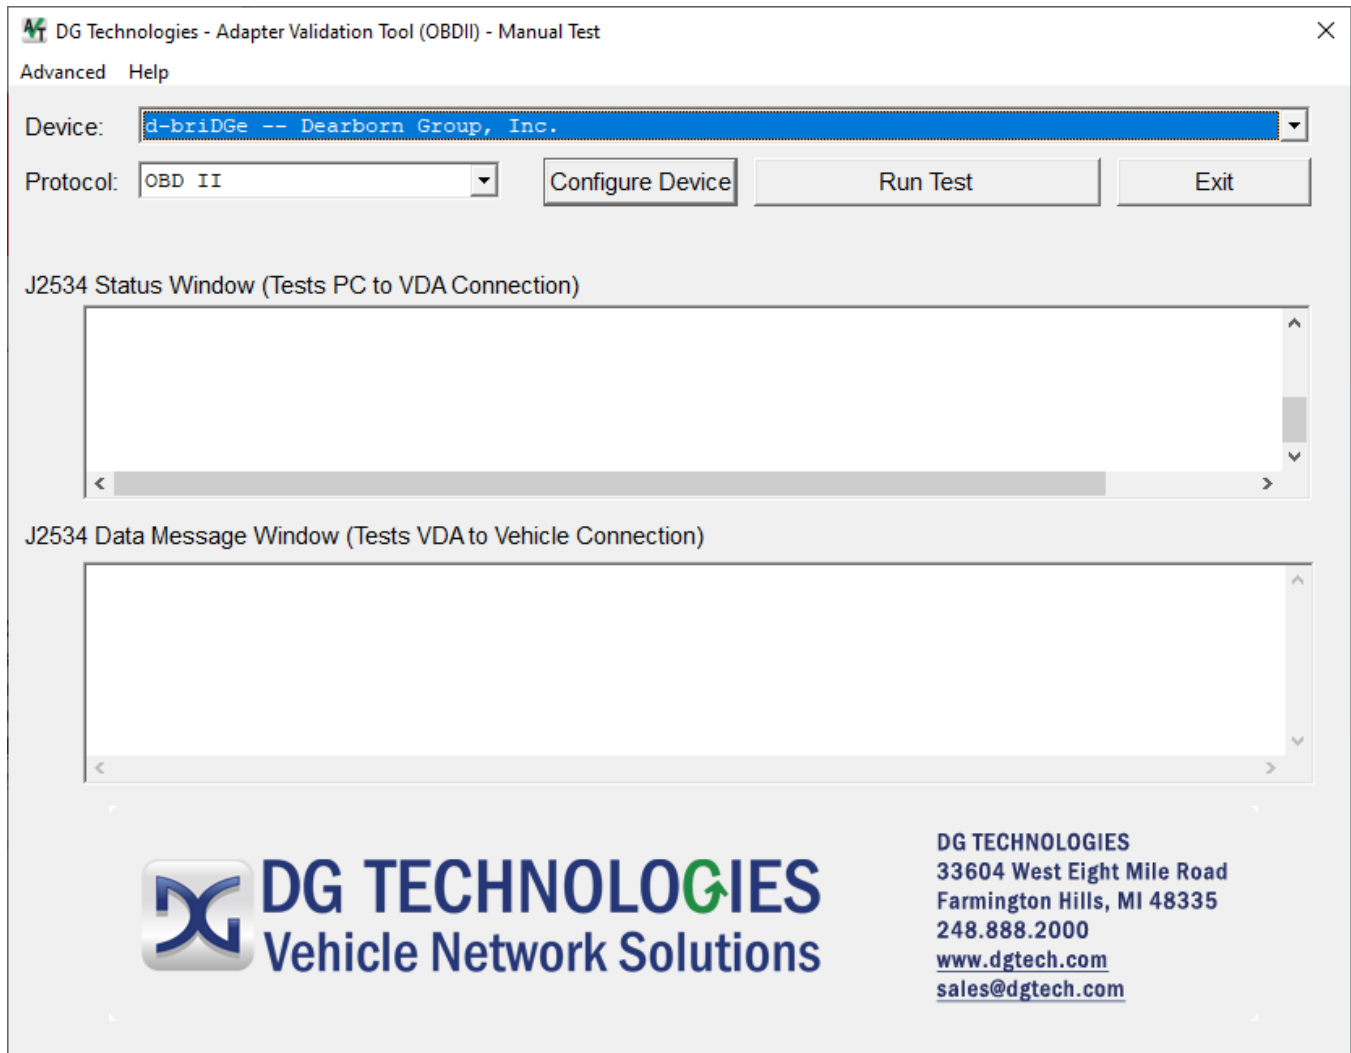 DG Technologies - Adapter Validation Tool (OBDII) - Manual Test
Advanced Help
Device: d-briDGe -- Dearborn Group, Inc.
Protocol: OBD II Configure Device Run Test Exit
J2534 Status Window (Tests PC to VDA Connection)
J2534 Data Message Window (Tests VDA to Vehicle Connection)
DG TECHNOLOGIES
Vehicle Network Solutions
DG TECHNOLOGIES
33604 West Eight Mile Road
Farmington Hills, MI 48335
248.888.2000
www.dgtech.com
sales@dgtech.com